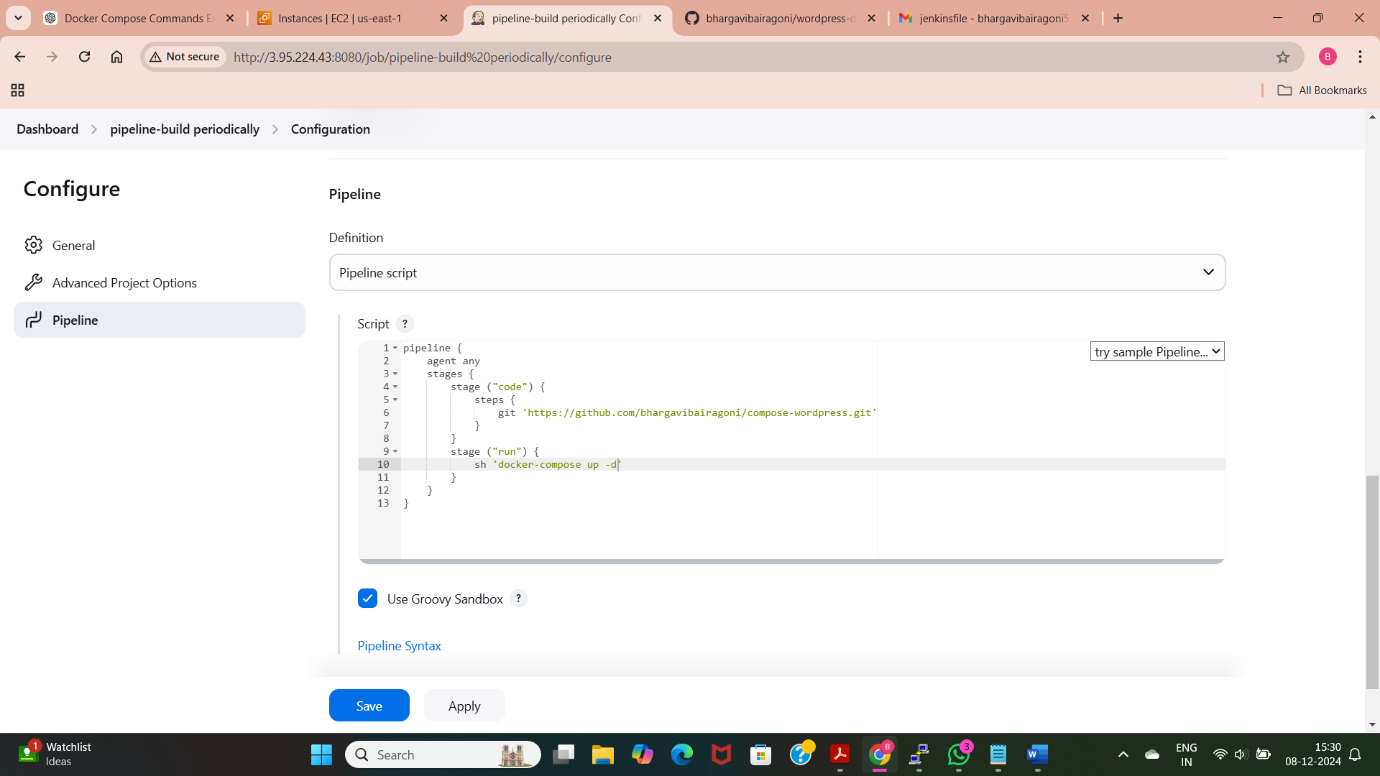 Docker Compose Commands E
Instances | EC2 | us-east-1
pipeline-build periodically Conf
bhargavibairagoni/wordpress-d
jenkinsfile - bhargavibairagoni5
Not secure
http://3.95.224.43:8080/job/pipeline-build%20periodically/configure
B
All Bookmarks
Dashboard
pipeline-build periodically
Configuration
Configure
General
Advanced Project Options
Pipeline
Pipeline
Definition
Pipeline script
Script ?
try sample Pipeline...
1 pipeline {
2 agent any
3 stages {
4 stage ("code") {
5 steps {
6 git 'https://github.com/bhargavibairagoni/compose-wordpress.git'
7 }
8 }
9 stage ("run") {
10 sh 'docker-compose up -d'
11 }
12 }
13 }
Use Groovy Sandbox ?
Pipeline Syntax
Save
Apply
1
Watchlist
Ideas
Search
B
3
ENG
IN
15:30
08-12-2024